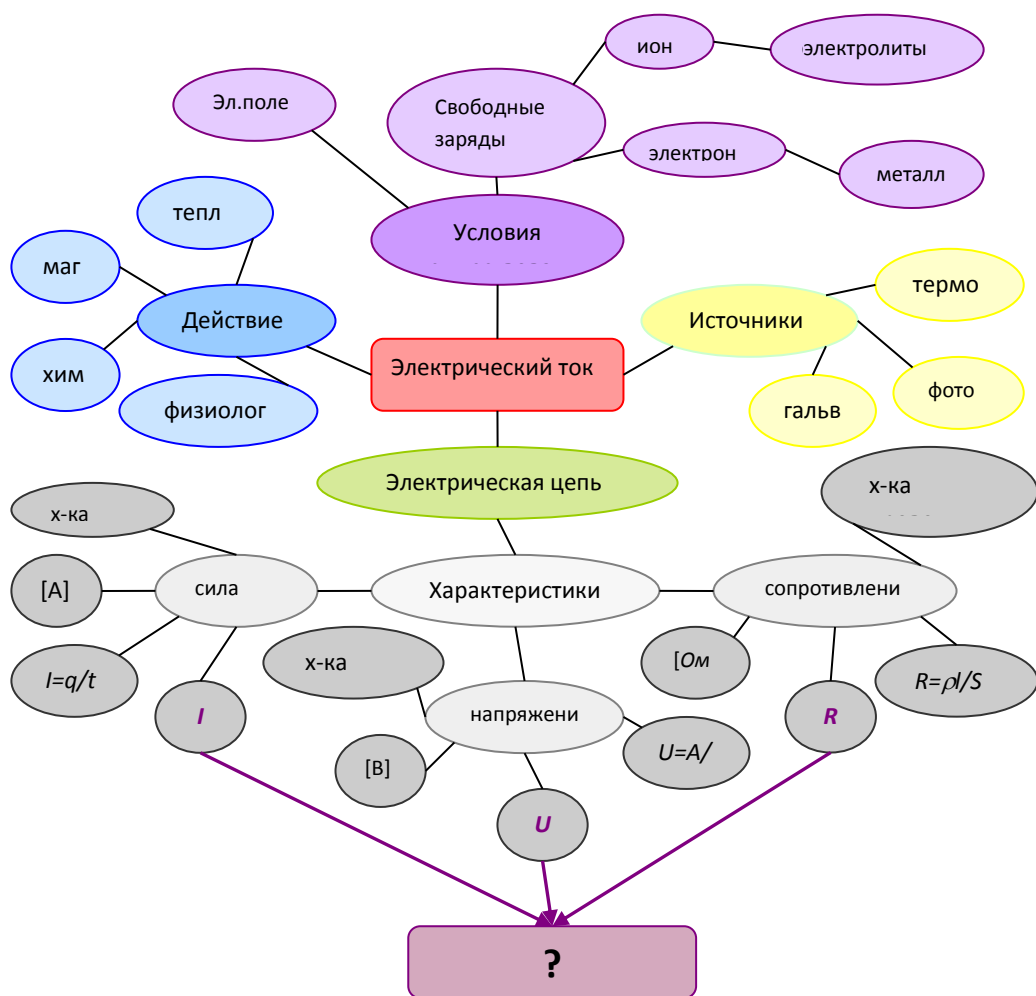 ион
электролиты
Эл.поле
Свободные
заряды
электрон
металл
тепл
Условия
маг
термо
Действие
Источники
хим
Электрический ток
физиолог
гальв
фото
Электрическая цепь
х-ка
х-ка
[А]
сила
Характеристики
сопротивлени
х-ка
[Ом
I=q/t
R=ρl/S
I
напряжени
R
[В]
U=A/
U
?